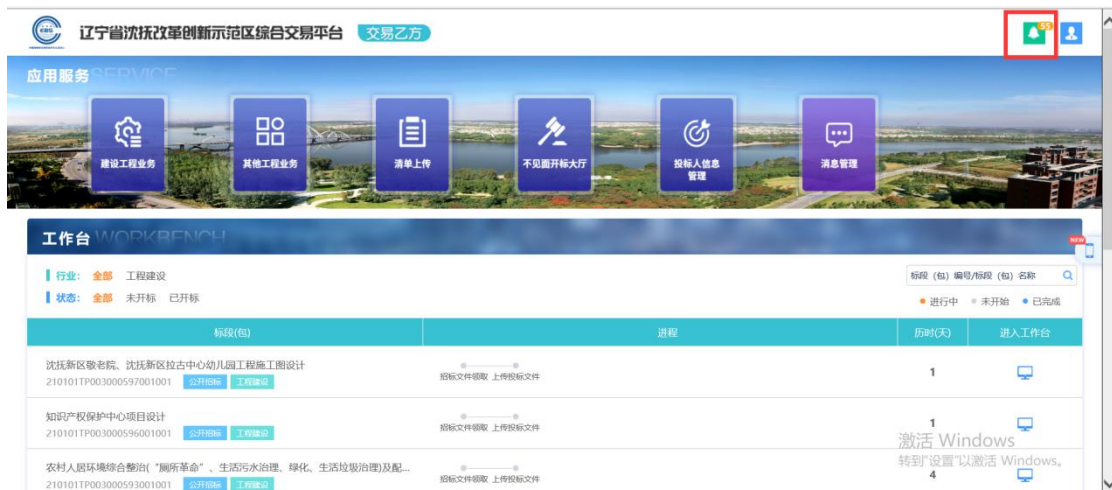 EBS
辽宁省沈抚改革创新示范区综合交易平台 交易乙方 55
应用服务SERVICE
建设工程业务 其他工程业务 清单上传 不见面开标大厅 投标人信息 消息管理
管理
工作台 WORKBENCH
NEW
行业： 全部 工程建设 标段（包）编号/标段（包）名称
状态： 全部 未开标 已开标 进行中 未开始 已完成
标段(包) 进程 历时(天) 进入工作台
沈抚新区敬老院、沈抚新区拉古中心幼儿园工程施工图设计
210101TP003000597001001 公开招标 工程建设 招标文件领取 上传投标文件 1
知识产权保护中心项目设计
210101TP003000596001001 公开招标 工程建设 招标文件领取 上传投标文件 1
激活 Windows
转到"设置"以激活 Windows。
农村人居环境综合整治( "厕所革命" 、生活污水治理、绿化、生活垃圾治理)及配...
210101TP003000593001001 公开招标 工程建设 招标文件领取 上传投标文件 4